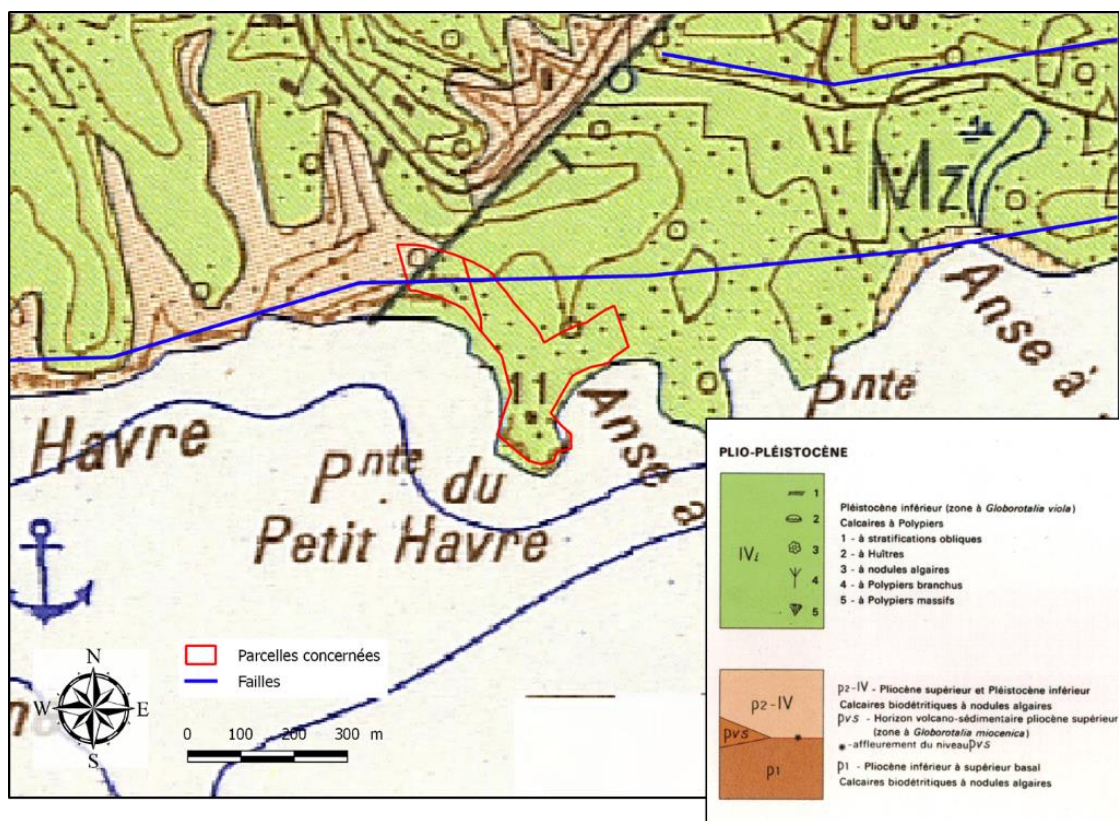 Mz
11
Havre
Pnte du
Petit Havre
Anse à
Pnte
Anse à
Parcelles concernées
Failles
N
W
E
S
0 100 200 300 m
PLIO-PLÉISTOCÈNE
IVi
1
2
3
4
5
Pléistocène inférieur (zone à Globorotalia viola)
Calcaires à Polypiers
1 - à stratifications obliques
2 - à Huîtres
3 - à nodules algaires
4 - à Polypiers branchus
5 - à Polypiers massifs
p2-IV
pvs
p1
p2-IV - Pliocène supérieur et Pléistocène inférieur
Calcaires biodétritiques à nodules algaires
pvs - Horizon volcano-sédimentaire pliocène supérieur
(zone à Globorotalia miocenica)
* -affleurement du niveau pvs
p1 - Pliocène inférieur à supérieur basal
Calcaires biodétritiques à nodules algaires